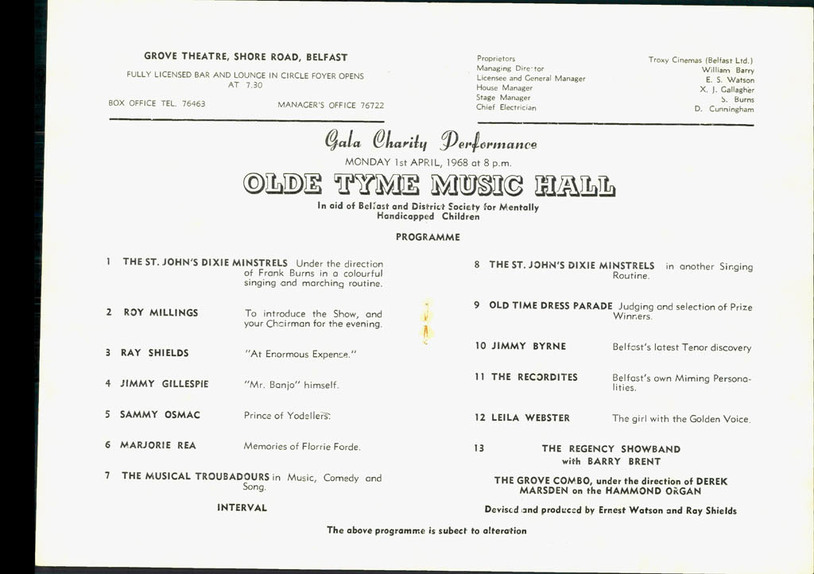 GROVE THEATRE, SHORE ROAD, BELFAST
FULLY LICENSED BAR AND LOUNGE IN CIRCLE FOYER OPENS
AT 7.30
BOX OFFICE TEL. 76463 MANAGER'S OFFICE 76722
Proprietors Troxy Cinemas (Belfast Ltd.)
Managing Director William Barry
Licensee and General Manager E. S. Watson
House Manager X. J. Gallagher
Stage Manager S. Burns
Chief Electrician D. Cunningham
Gala Charity Performance
MONDAY 1st APRIL, 1968 at 8 p.m.
OLDE TYME MUSIC HALL
In aid of Belfast and District Society for Mentally
Handicapped Children
PROGRAMME
1 THE ST. JOHN'S DIXIE MINSTRELS Under the direction
of Frank Burns in a colourful
singing and marching routine.
2 ROY MILLINGS To introduce the Show, and
your Chairman for the evening.
3 RAY SHIELDS "At Enormous Expense."
4 JIMMY GILLESPIE "Mr. Banjo" himself.
5 SAMMY OSMAC Prince of Yodellers.
6 MARJORIE REA Memories of Florrie Forde.
7 THE MUSICAL TROUBADOURS in Music, Comedy and
Song.
INTERVAL
8 THE ST. JOHN'S DIXIE MINSTRELS in another Singing
Routine.
9 OLD TIME DRESS PARADE Judging and selection of Prize
Winners.
10 JIMMY BYRNE Belfast's latest Tenor discovery
11 THE RECORDITES Belfast's own Miming Persona-
lities.
12 LEILA WEBSTER The girl with the Golden Voice.
13 THE REGENCY SHOWBAND
with BARRY BRENT
THE GROVE COMBO, under the direction of DEREK
MARSDEN on the HAMMOND ORGAN
Devised and produced by Ernest Watson and Ray Shields
The above programme is subect to alteration